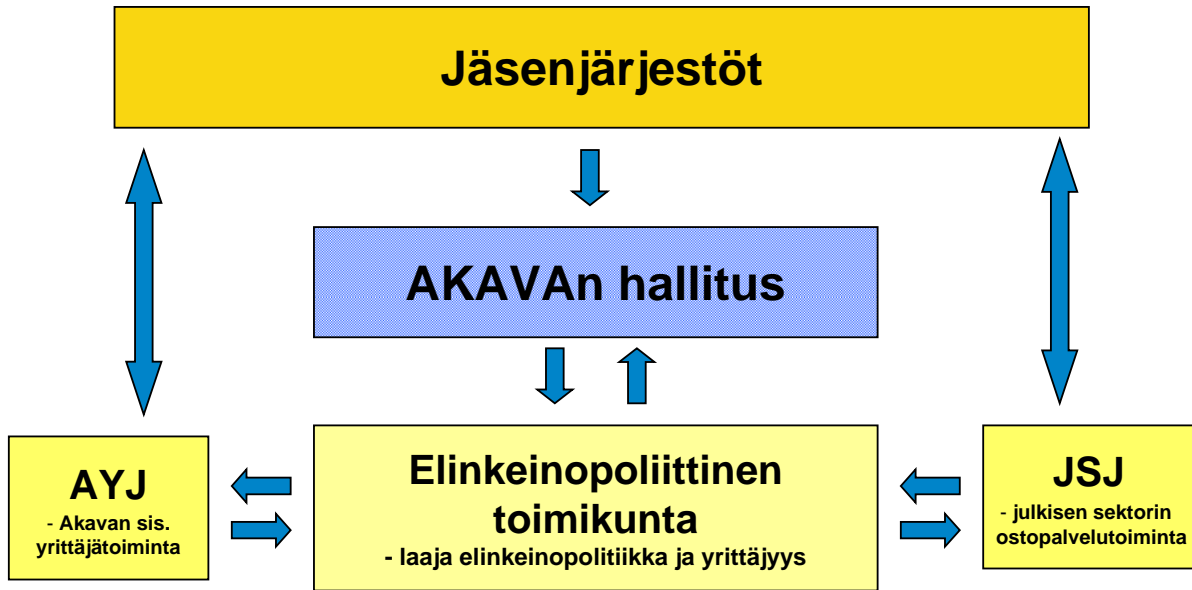 Jäsenjärjestöt
AKAVAn hallitus
AYJ
- Akavan sis.
yrittäjätoiminta
Elinkeinopoliittinen
toimikunta
- laaja elinkeinopolitiikka ja yrittäjyys
JSJ
- julkisen sektorin
ostopalvelutoiminta